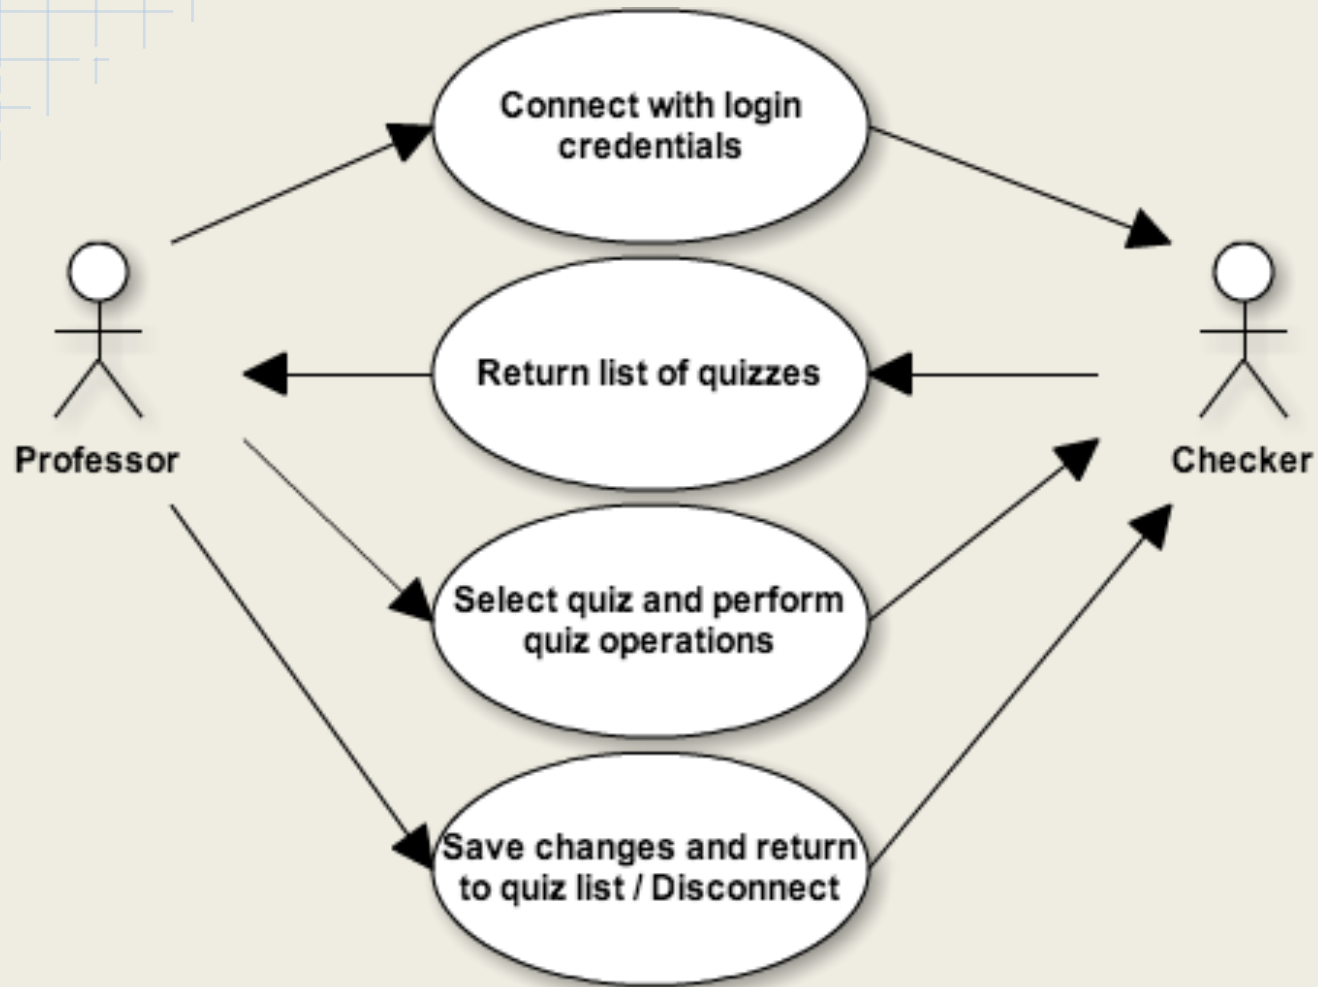 Connect with login
credentials
Return list of quizzes
Professor
Checker
Select quiz and perform
quiz operations
Save changes and return
to quiz list / Disconnect